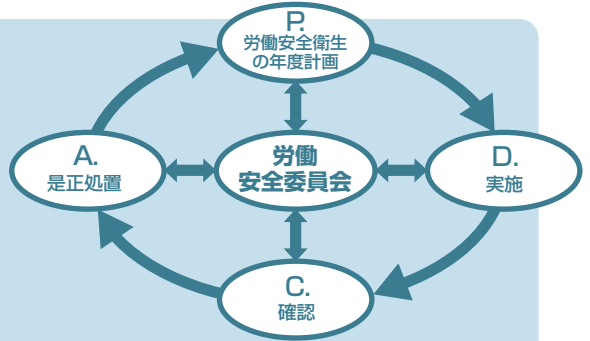 P.
労働安全衛生
の年度計画
A.
是正処置
労働
安全委員会
D.
実施
C.
確認